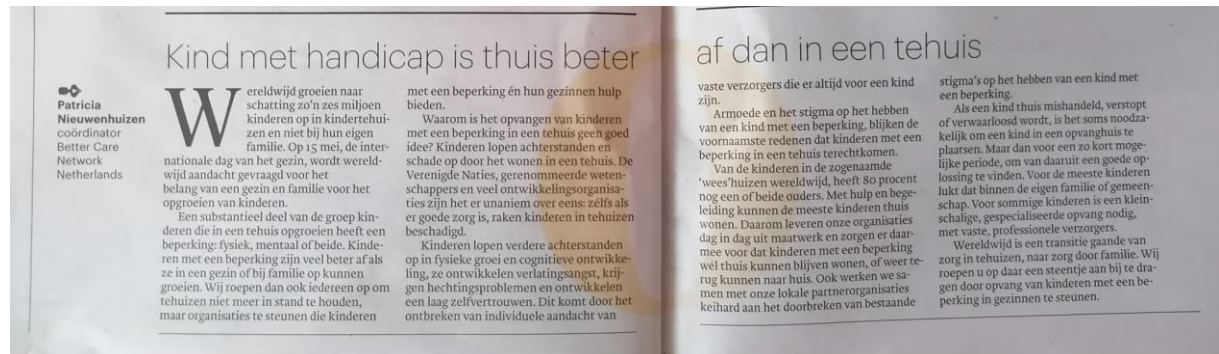 Kind met handicap is thuis beter af dan in een tehuis
Patricia
Nieuwenhuizen
coördinator
Better Care
Network
Netherlands
Wereldwijd groeien naar
schatting zo'n zes miljoen
kinderen op in kindertehui-
zen en niet bij hun eigen
familie. Op 15 mei, de inter-
nationale dag van het gezin, wordt wereld-
wijd aandacht gevraagd voor het
belang van een gezin en familie voor het
opgroeien van kinderen.
Een substantieel deel van de groep kin-
deren die in een tehuis opgroeien heeft een
beperking: fysiek, mentaal of beide. Kinde-
ren met een beperking zijn veel beter af als
ze in een gezin of bij familie op kunnen
groeien. Wij roepen dan ook iedereen op om
tehuizen niet meer in stand te houden,
maar organisaties te steunen die kinderen
met een beperking én hun gezinnen hulp
bieden.
Waarom is het opvangen van kinderen
met een beperking in een tehuis geen goed
idee? Kinderen lopen achterstanden en
schade op door het wonen in een tehuis. De
Verenigde Naties, gerenommeerde weten-
schappers en veel ontwikkelingsorganisa-
ties zijn het er unaniem over eens: zélfs als
er goede zorg is, raken kinderen in tehuizen
beschadigd.
Kinderen lopen verdere achterstanden
op in fysieke groei en cognitieve ontwikke-
ling, ze ontwikkelen verlatingsangst, krij-
gen hechtingsproblemen en ontwikkelen
een laag zelfvertrouwen. Dit komt door het
ontbreken van individuele aandacht van
vaste verzorgers die er altijd voor een kind
zijn.
Armoede en het stigma op het hebben
van een kind met een beperking, blijken de
voornaamste redenen dat kinderen met een
beperking in een tehuis terechtkomen.
Van de kinderen in de zogenaamde
'wees'huizen wereldwijd, heeft 80 procent
nog een of beide ouders. Met hulp en bege-
leiding kunnen de meeste kinderen thuis
wonen. Daarom leveren onze organisaties
dag in dag uit maatwerk en zorgen er daar-
mee voor dat kinderen met een beperking
wél thuis kunnen blijven wonen, of weer te-
rug kunnen naar huis. Ook werken we sa-
men met onze lokale partnerorganisaties
keihard aan het doorbreken van bestaande
stigma's op het hebben van een kind met
een beperking.
Als een kind thuis mishandeld, verstopt
of verwaarloosd wordt, is het soms noodza-
kelijk om een kind in een opvanghuis te
plaatsen. Maar dan voor een zo kort moge-
lijke periode, om van daaruit een goede op-
lossing te vinden. Voor de meeste kinderen
lukt dat binnen de eigen familie of gemeen-
schap. Voor sommige kinderen is een klein-
schalige, gespecialiseerde opvang nodig,
met vaste, professionele verzorgers.
Wereldwijd is een transitie gaande van
zorg in tehuizen, naar zorg door familie. Wij
roepen u op daar een steentje aan bij te dra-
gen door opvang van kinderen met een be-
perking in gezinnen te steunen.